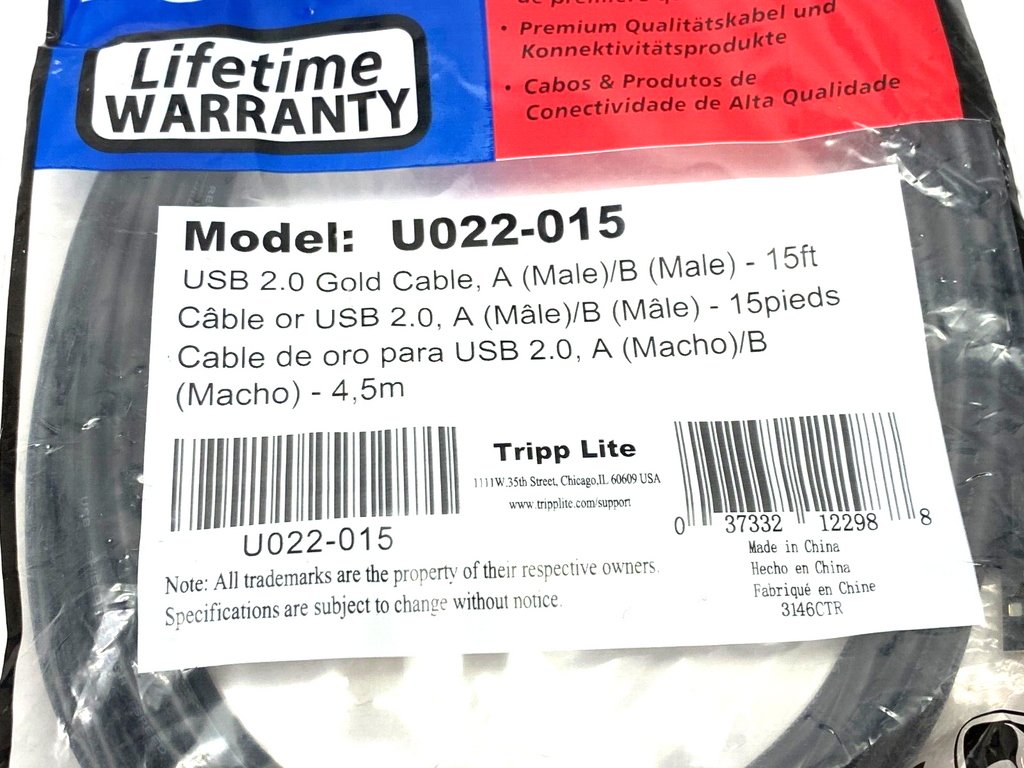 Lifetime
WARRANTY
• Premium Qualitätskabel und
Konnektivitätsprodukte
• Cabos & Produtos de
Conectividade de Alta Qualidade
Model: U022-015
USB 2.0 Gold Cable, A (Male)/B (Male) - 15ft
Câble or USB 2.0, A (Mâle)/B (Mâle) - 15pieds
Cable de oro para USB 2.0, A (Macho)/B
(Macho) - 4,5m
U022-015
Tripp Lite
1111W.35th Street, Chicago,IL 60609 USA
www.tripplite.com/support
0 37332 12298 8
Made in China
Hecho en China
Fabriqué en Chine
3146CTR
Note: All trademarks are the property of their respective owners.
Specifications are subject to change without notice.